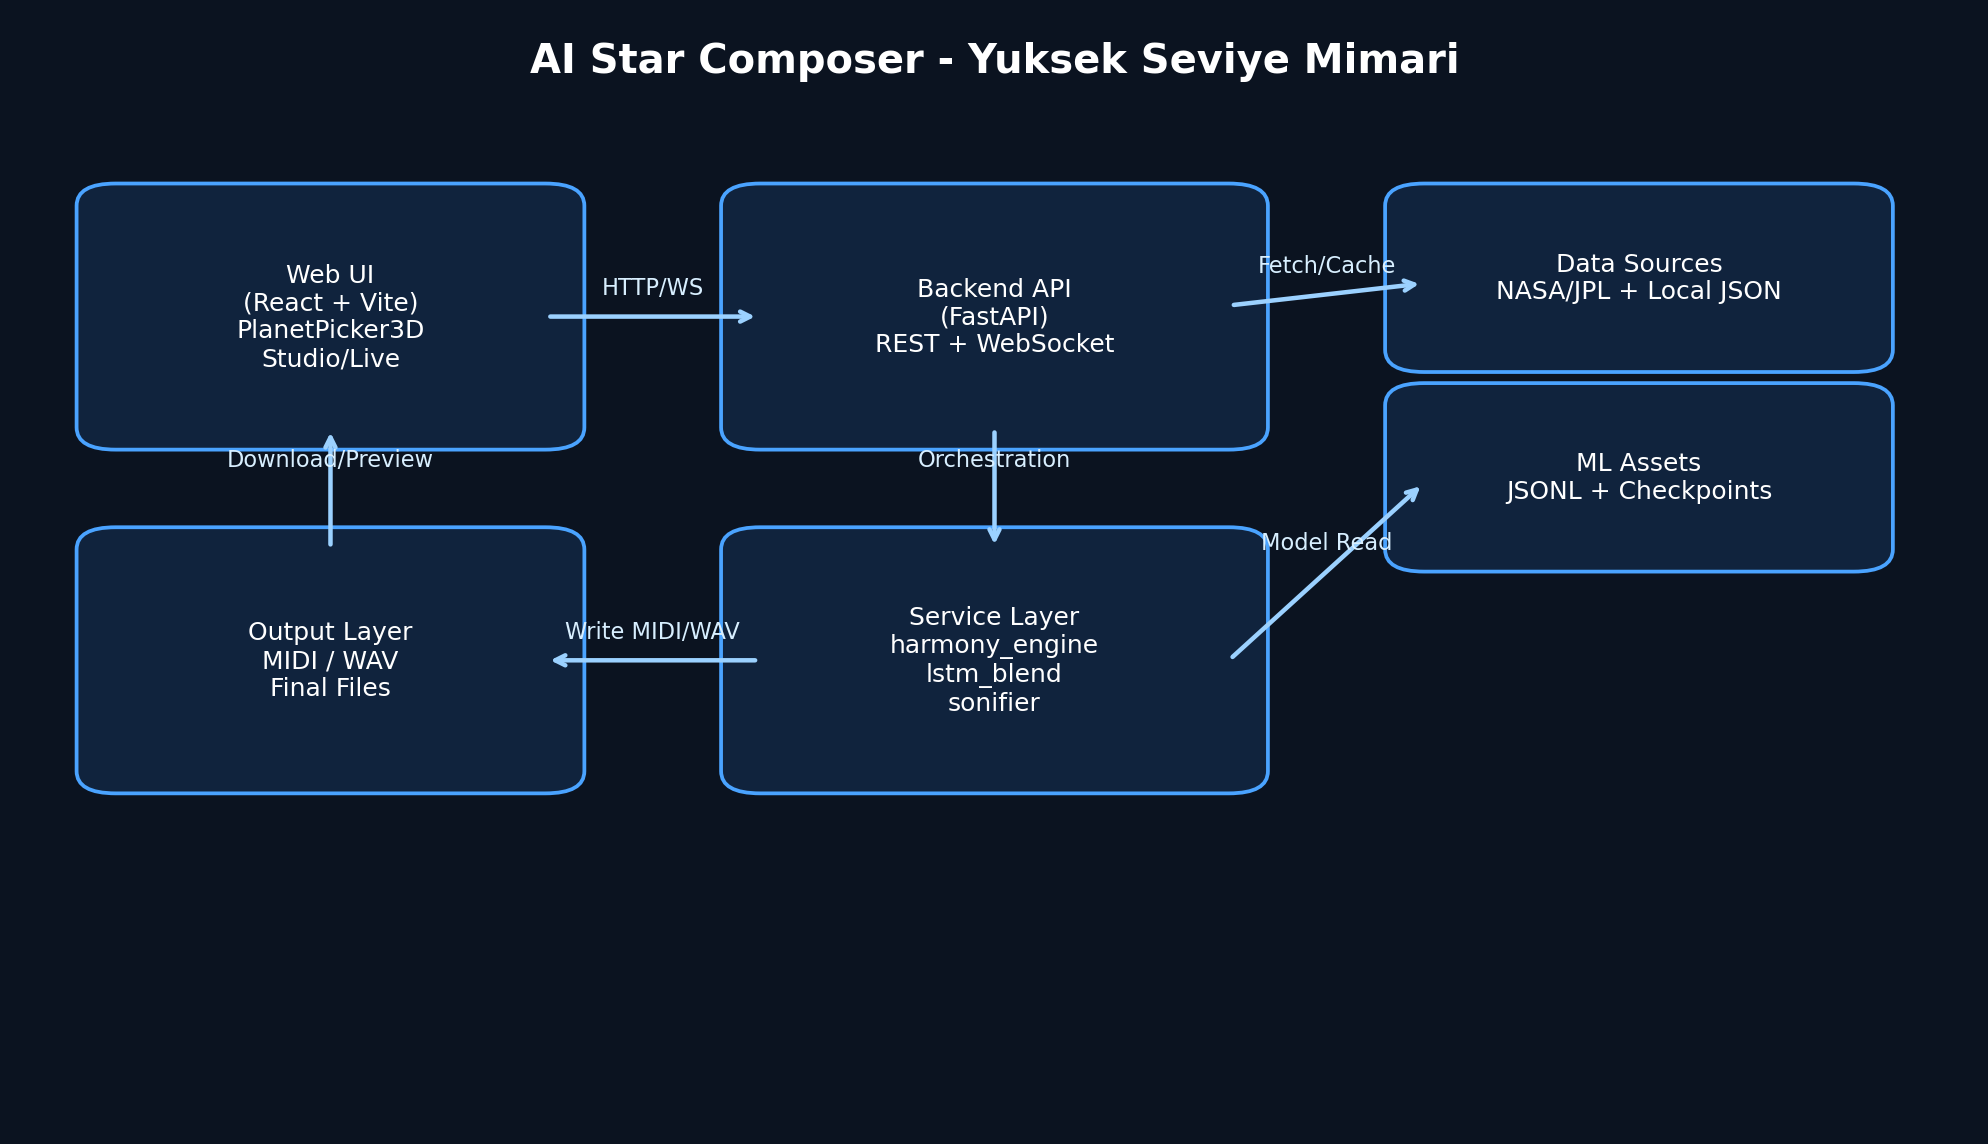 AI Star Composer - Yuksek Seviye Mimari
Web UI
(React + Vite)
PlanetPicker3D
Studio/Live
HTTP/WS
Backend API
(FastAPI)
REST + WebSocket
Fetch/Cache
Data Sources
NASA/JPL + Local JSON
ML Assets
JSONL + Checkpoints
Download/Preview
Orchestration
Model Read
Output Layer
MIDI / WAV
Final Files
Write MIDI/WAV
Service Layer
harmony_engine
lstm_blend
sonifier